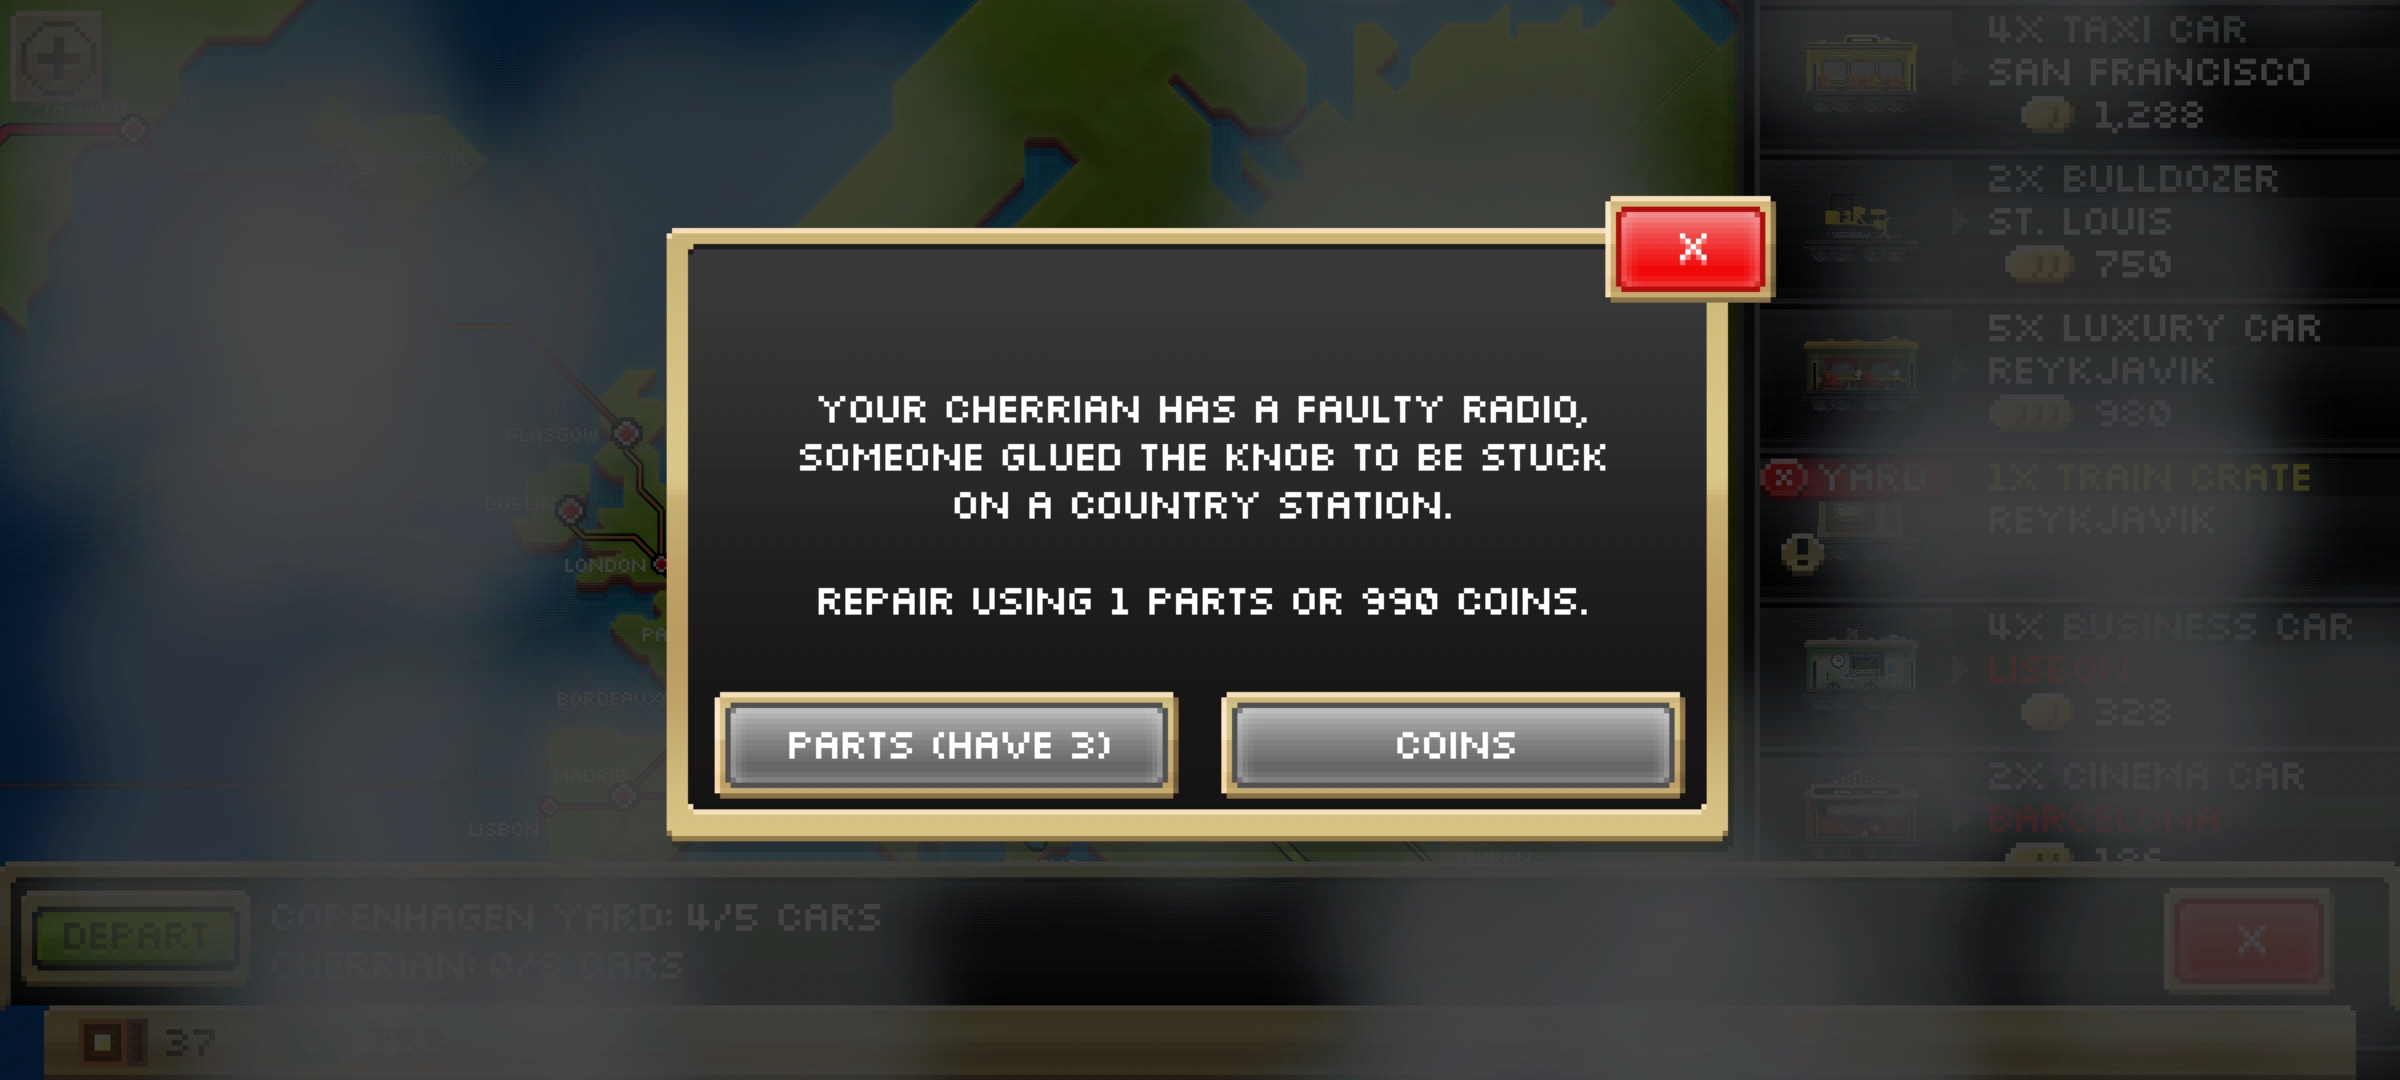 4X TAXI CAR
SAN FRANCISCO
1,288
2X BULLDOZER
ST. LOUIS
750
5X LUXURY CAR
REYKJAVIK
980
X YARD
1X TRAIN CRATE
REYKJAVIK
4X BUSINESS CAR
LISBON
328
2X CINEMA CAR
BARCELONA
GLASGOW
DUBLIN
LONDON
BORDEAUX
MADRID
LISBON
TEHRAN
X
YOUR CHERRIAN HAS A FAULTY RADIO,
SOMEONE GLUED THE KNOB TO BE STUCK
ON A COUNTRY STATION.
REPAIR USING 1 PARTS OR 990 COINS.
PARTS (HAVE 3)
COINS
DEPART
COPENHAGEN YARD: 4/5 CARS
CHERRIAN: 0/8 CARS
X
37